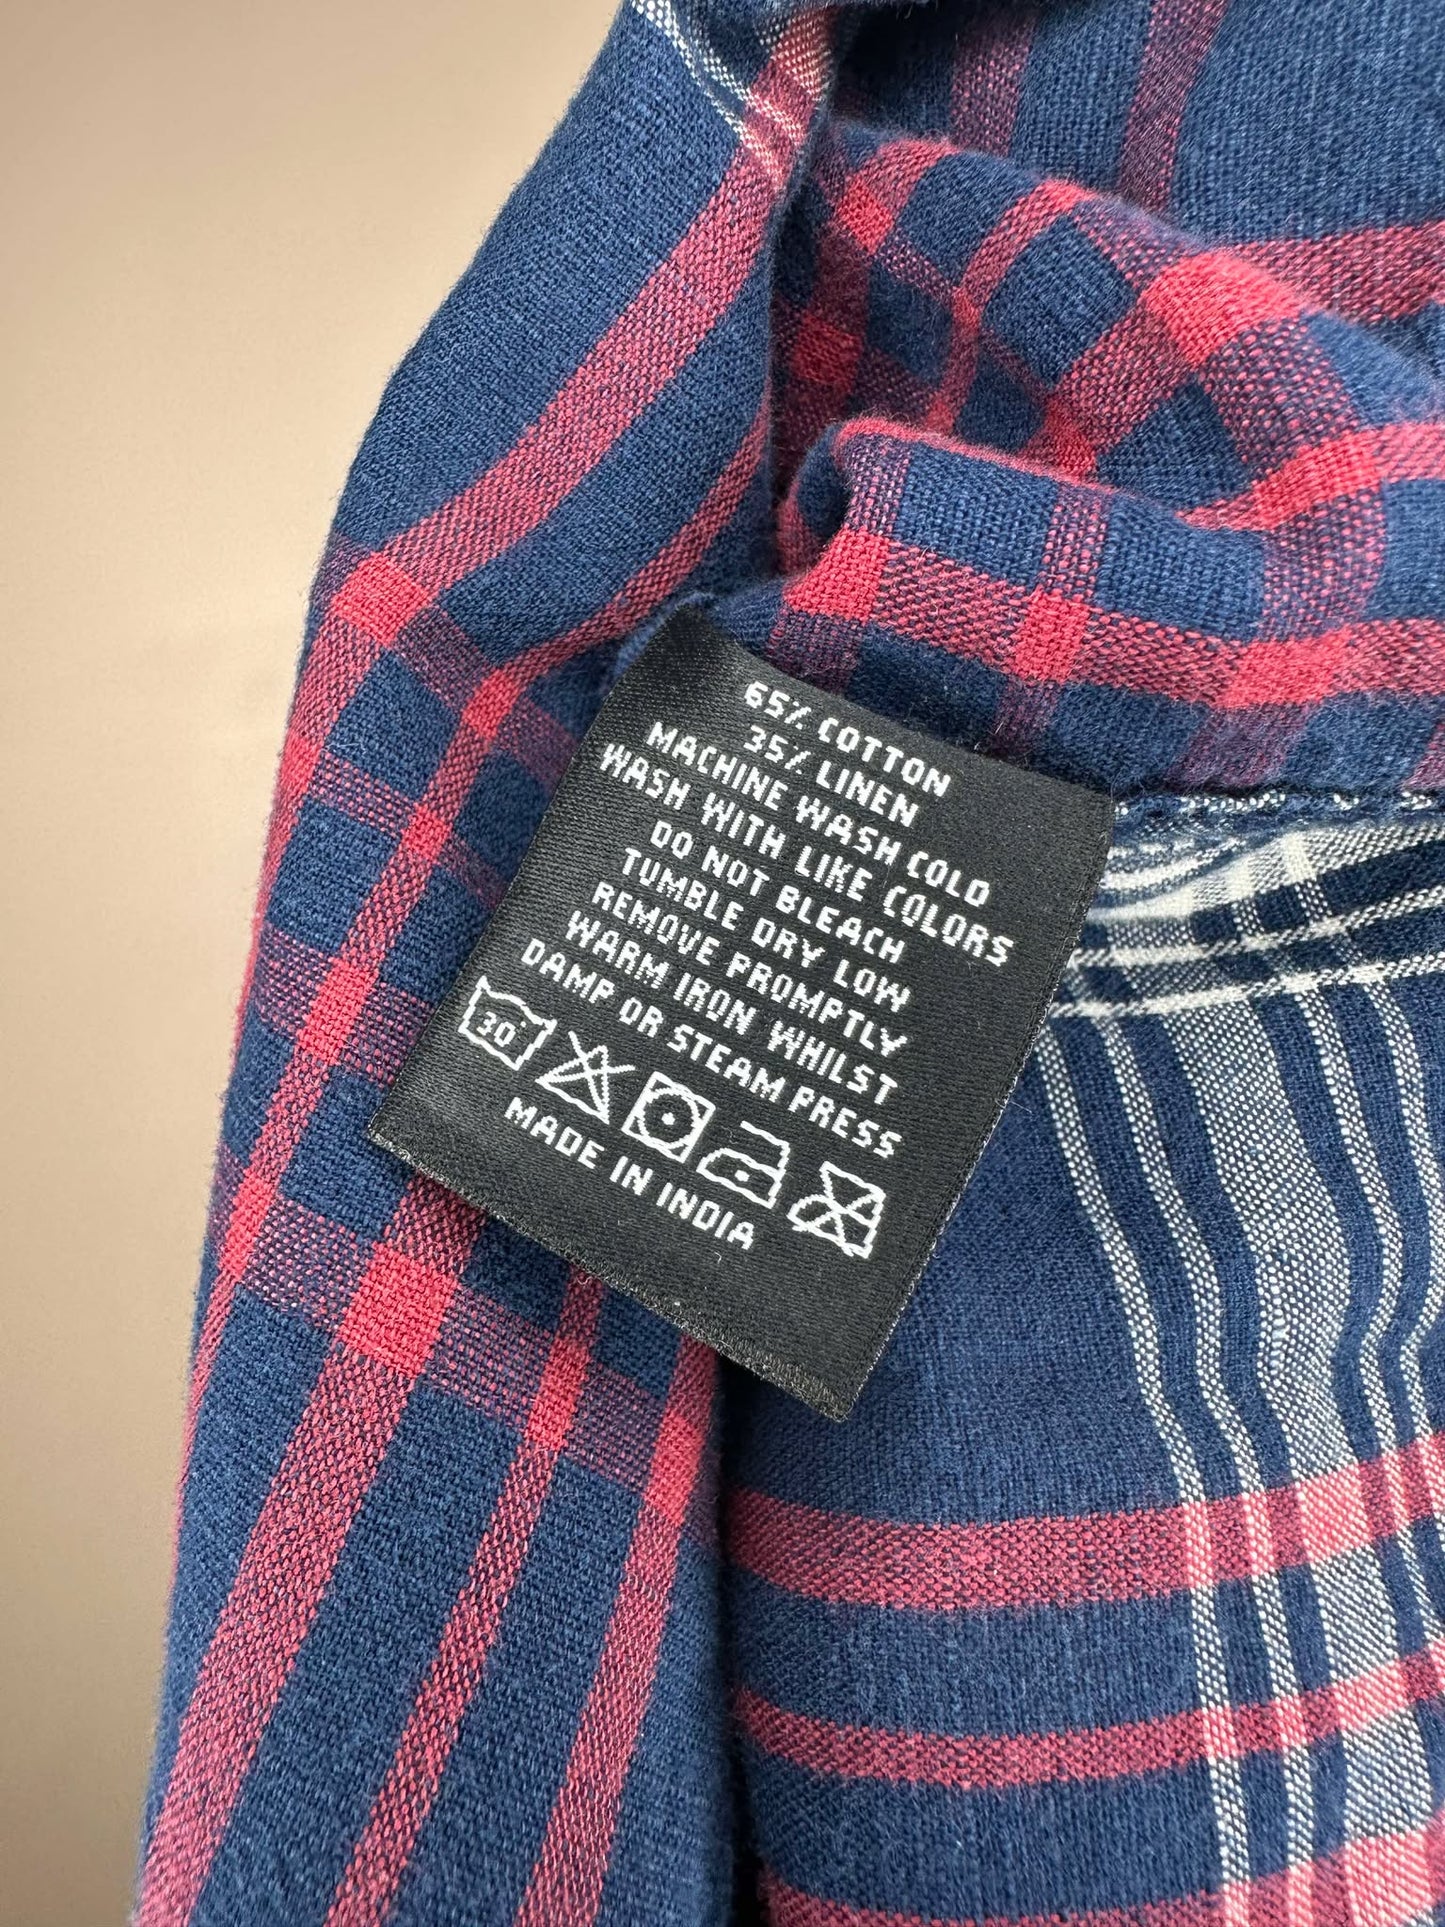 65% COTTON
35% LINEN
MACHINE WASH COLD
WASH WITH LIKE COLORS
DO NOT BLEACH
TUMBLE DRY LOW
REMOVE PROMPTLY
WARM IRON WHILST
DAMP OR STEAM PRESS
30°
MADE IN INDIA